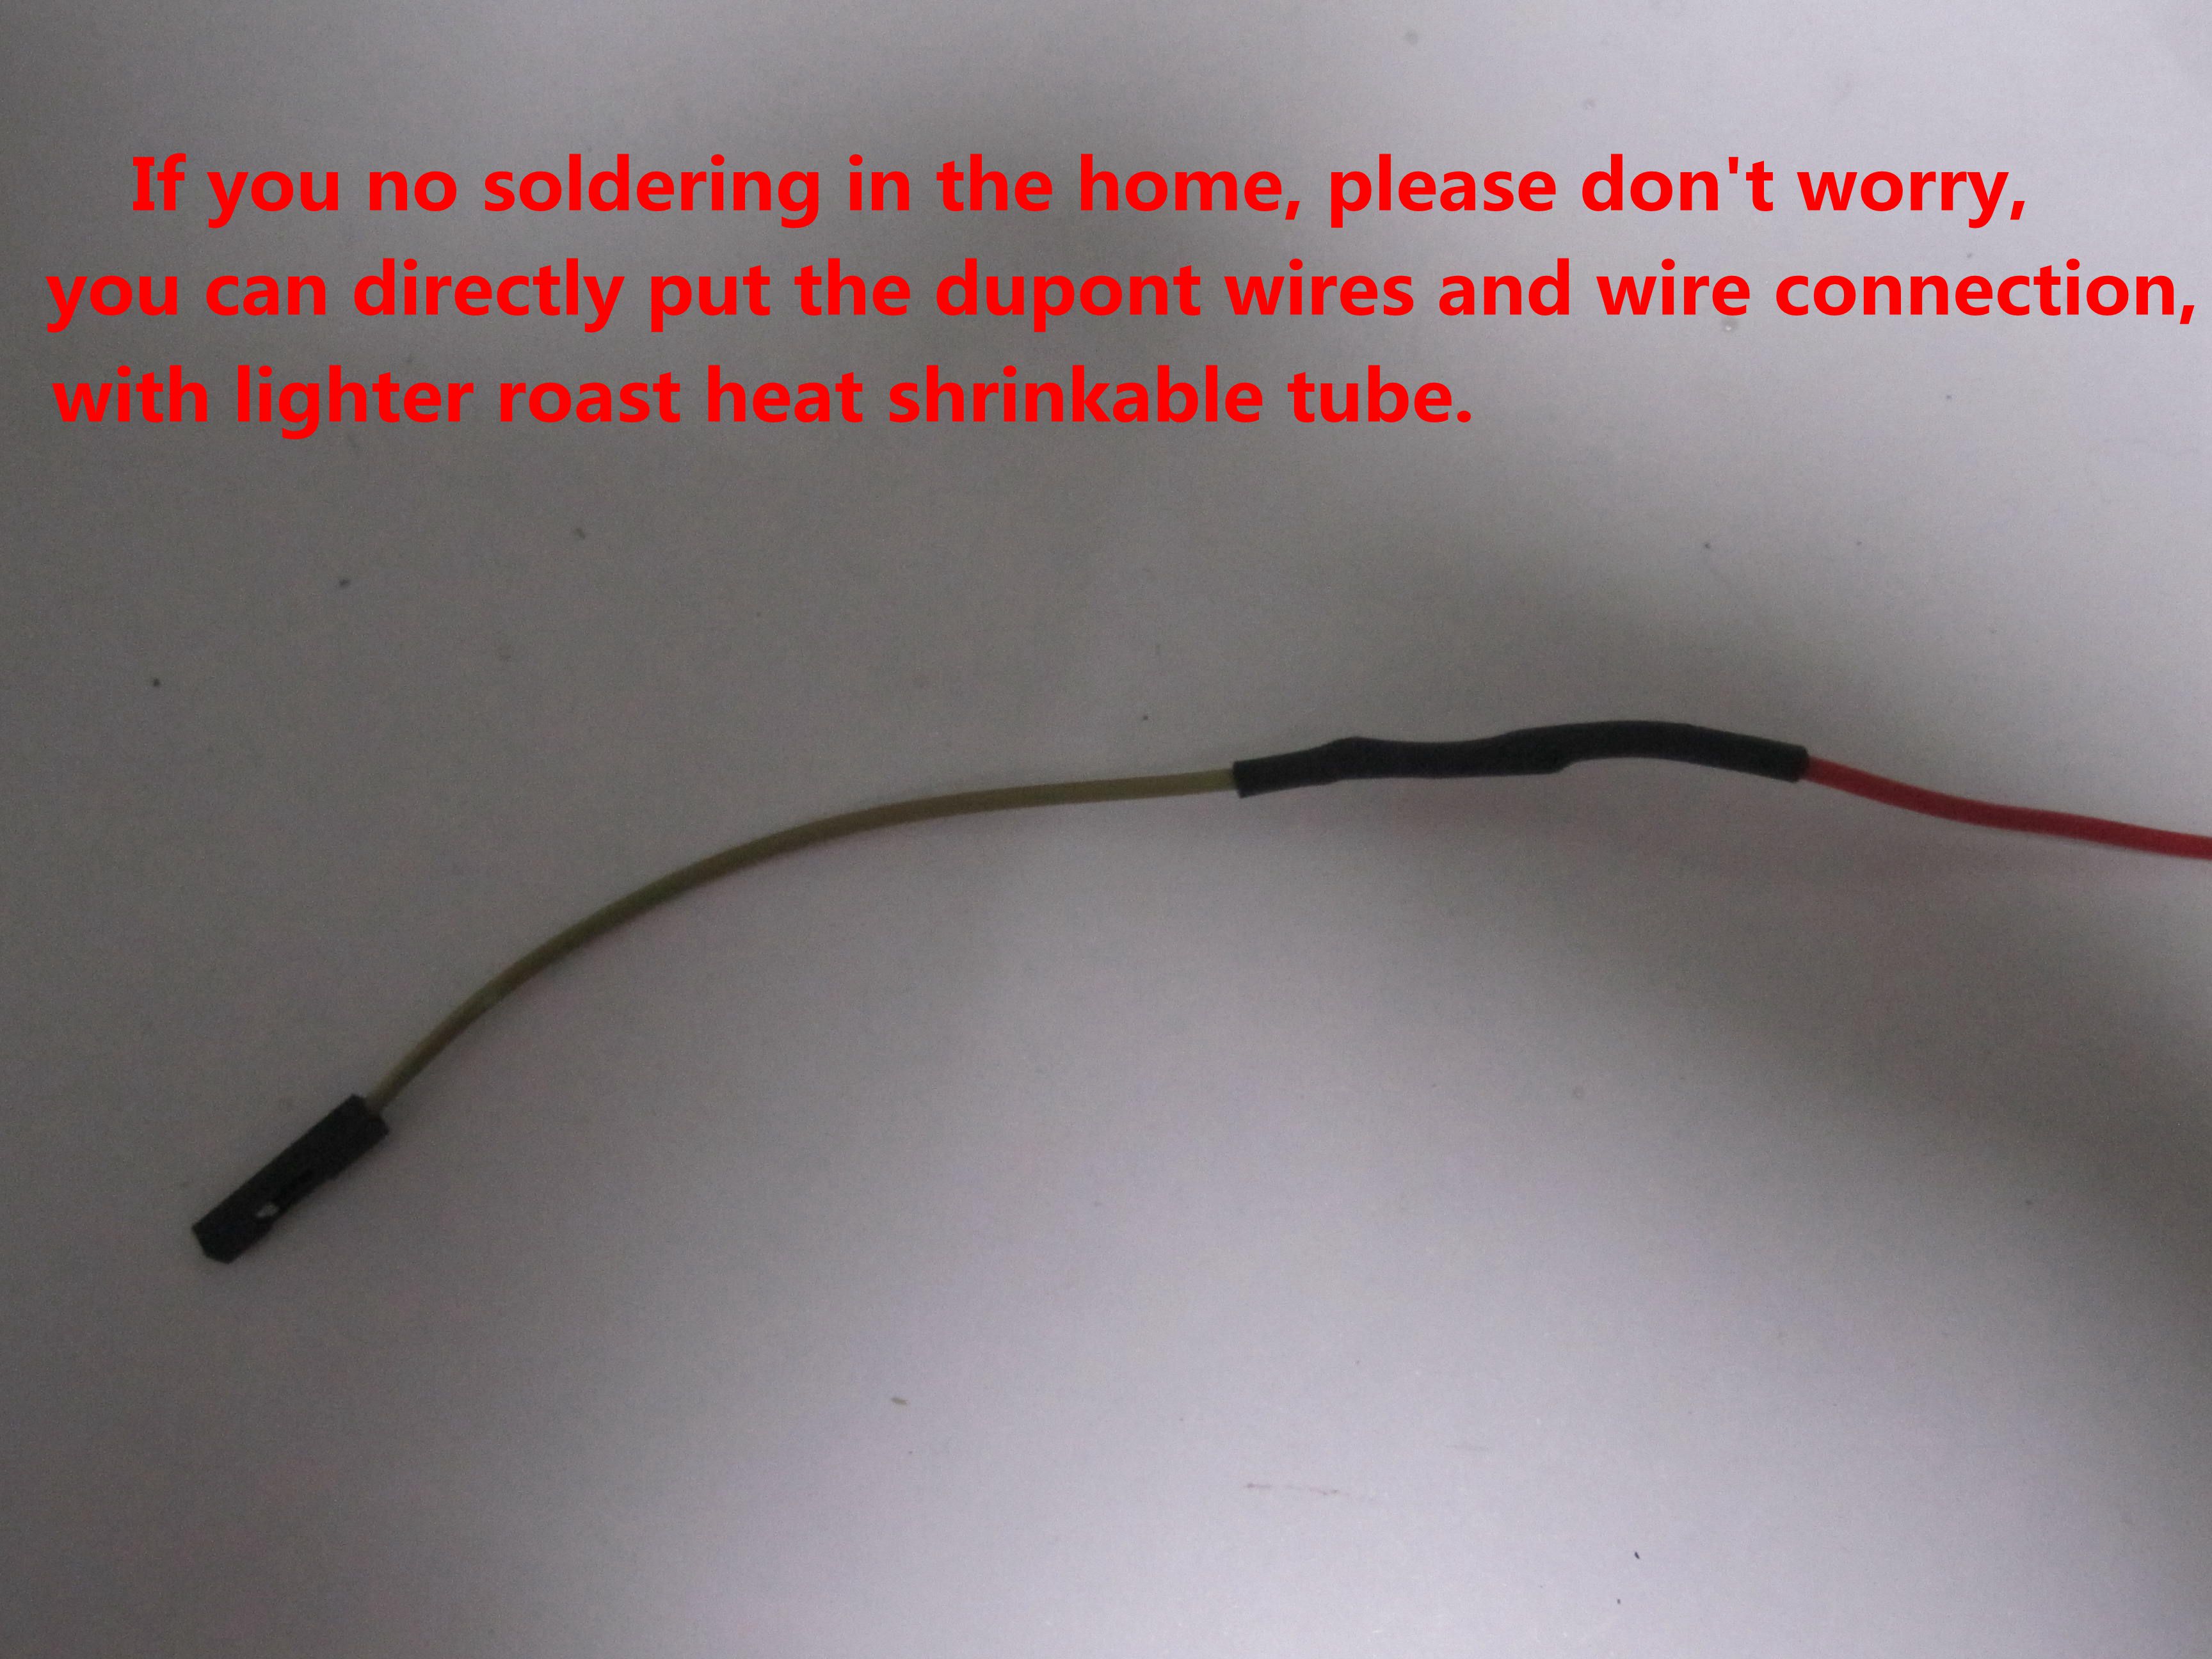 If you no soldering in the home, please don't worry,
you can directly put the dupont wires and wire connection,
with lighter roast heat shrinkable tube.